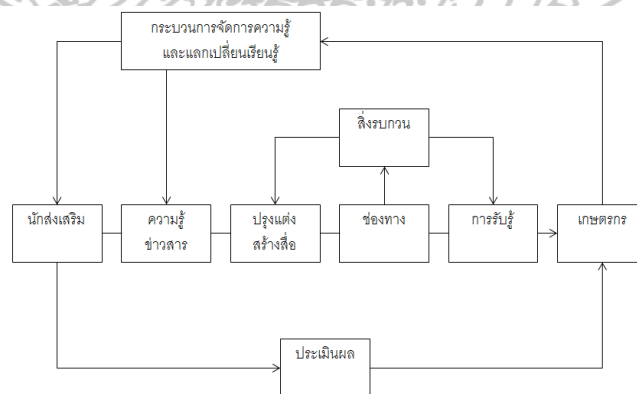 กระบวนการจัดการความรู้
และแลกเปลี่ยนเรียนรู้
สิ่งรบกวน
นักส่งเสริม
ความรู้
ข่าวสาร
ปรุงแต่ง
สร้างสื่อ
ช่องทาง
การรับรู้
เกษตรกร
ประเมินผล